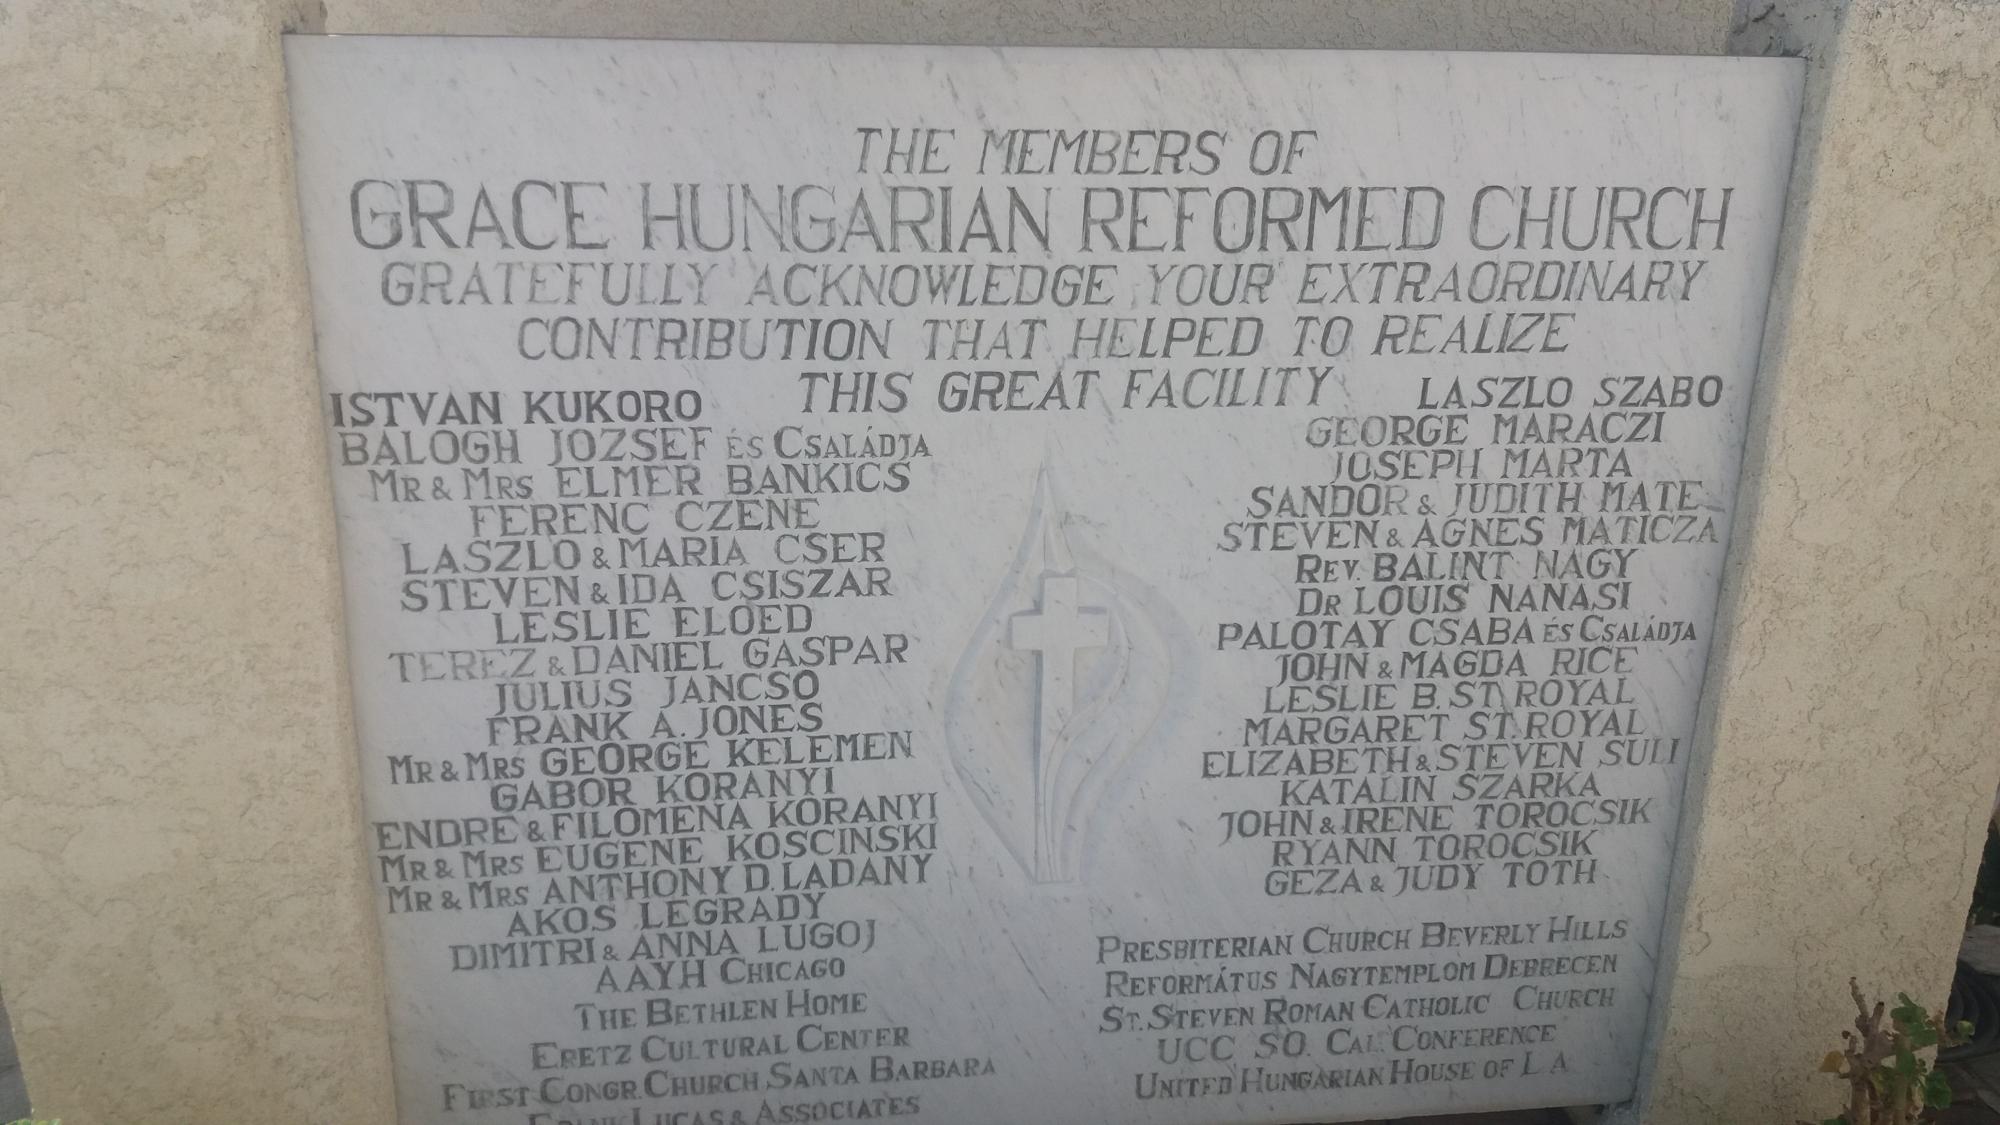 THE MEMBERS OF
GRACE HUNGARIAN REFORMED CHURCH
GRATEFULLY ACKNOWLEDGE YOUR EXTRAORDINARY
CONTRIBUTION THAT HELPED TO REALIZE
THIS GREAT FACILITY
ISTVAN KUKORO
BALOGH JOZSEF ÉS CSALÁDJA
MR & MRS ELMER BANKICS
FERENC CZENE
LASZLO & MARIA CSER
STEVEN & IDA CSISZAR
LESLIE ELOED
TEREZ & DANIEL GASPAR
JULIUS JANCSO
FRANK A. JONES
MR & MRS GEORGE KELEMEN
GABOR KORANYI
ENDRE & FILOMENA KORANYI
MR & MRS EUGENE KOSCINSKI
MR & MRS ANTHONY D. LADANY
AKOS LEGRADY
DIMITRI & ANNA LUGOJ
AAYH CHICAGO
THE BETHLEN HOME
ERETZ CULTURAL CENTER
FIRST CONGR. CHURCH SANTA BARBARA
FRANK LUCAS & ASSOCIATES
LASZLO SZABO
GEORGE MARACZI
JOSEPH MARTA
SANDOR & JUDITH MATE
STEVEN & AGNES MATICZA
REV. BALINT NAGY
DR LOUIS NANASI
PALOTAY CSABA ÉS CSALÁDJA
JOHN & MAGDA RICE
LESLIE B. ST. ROYAL
MARGARET ST. ROYAL
ELIZABETH & STEVEN SULI
KATALIN SZARKA
JOHN & IRENE TOROCSIK
RYANN TOROCSIK
GEZA & JUDY TOTH
PRESBITERIAN CHURCH BEVERLY HILLS
REFORMÁTUS NAGYTEMPLOM DEBRECEN
ST. STEVEN ROMAN CATHOLIC CHURCH
UCC SO. CAL. CONFERENCE
UNITED HUNGARIAN HOUSE OF L A